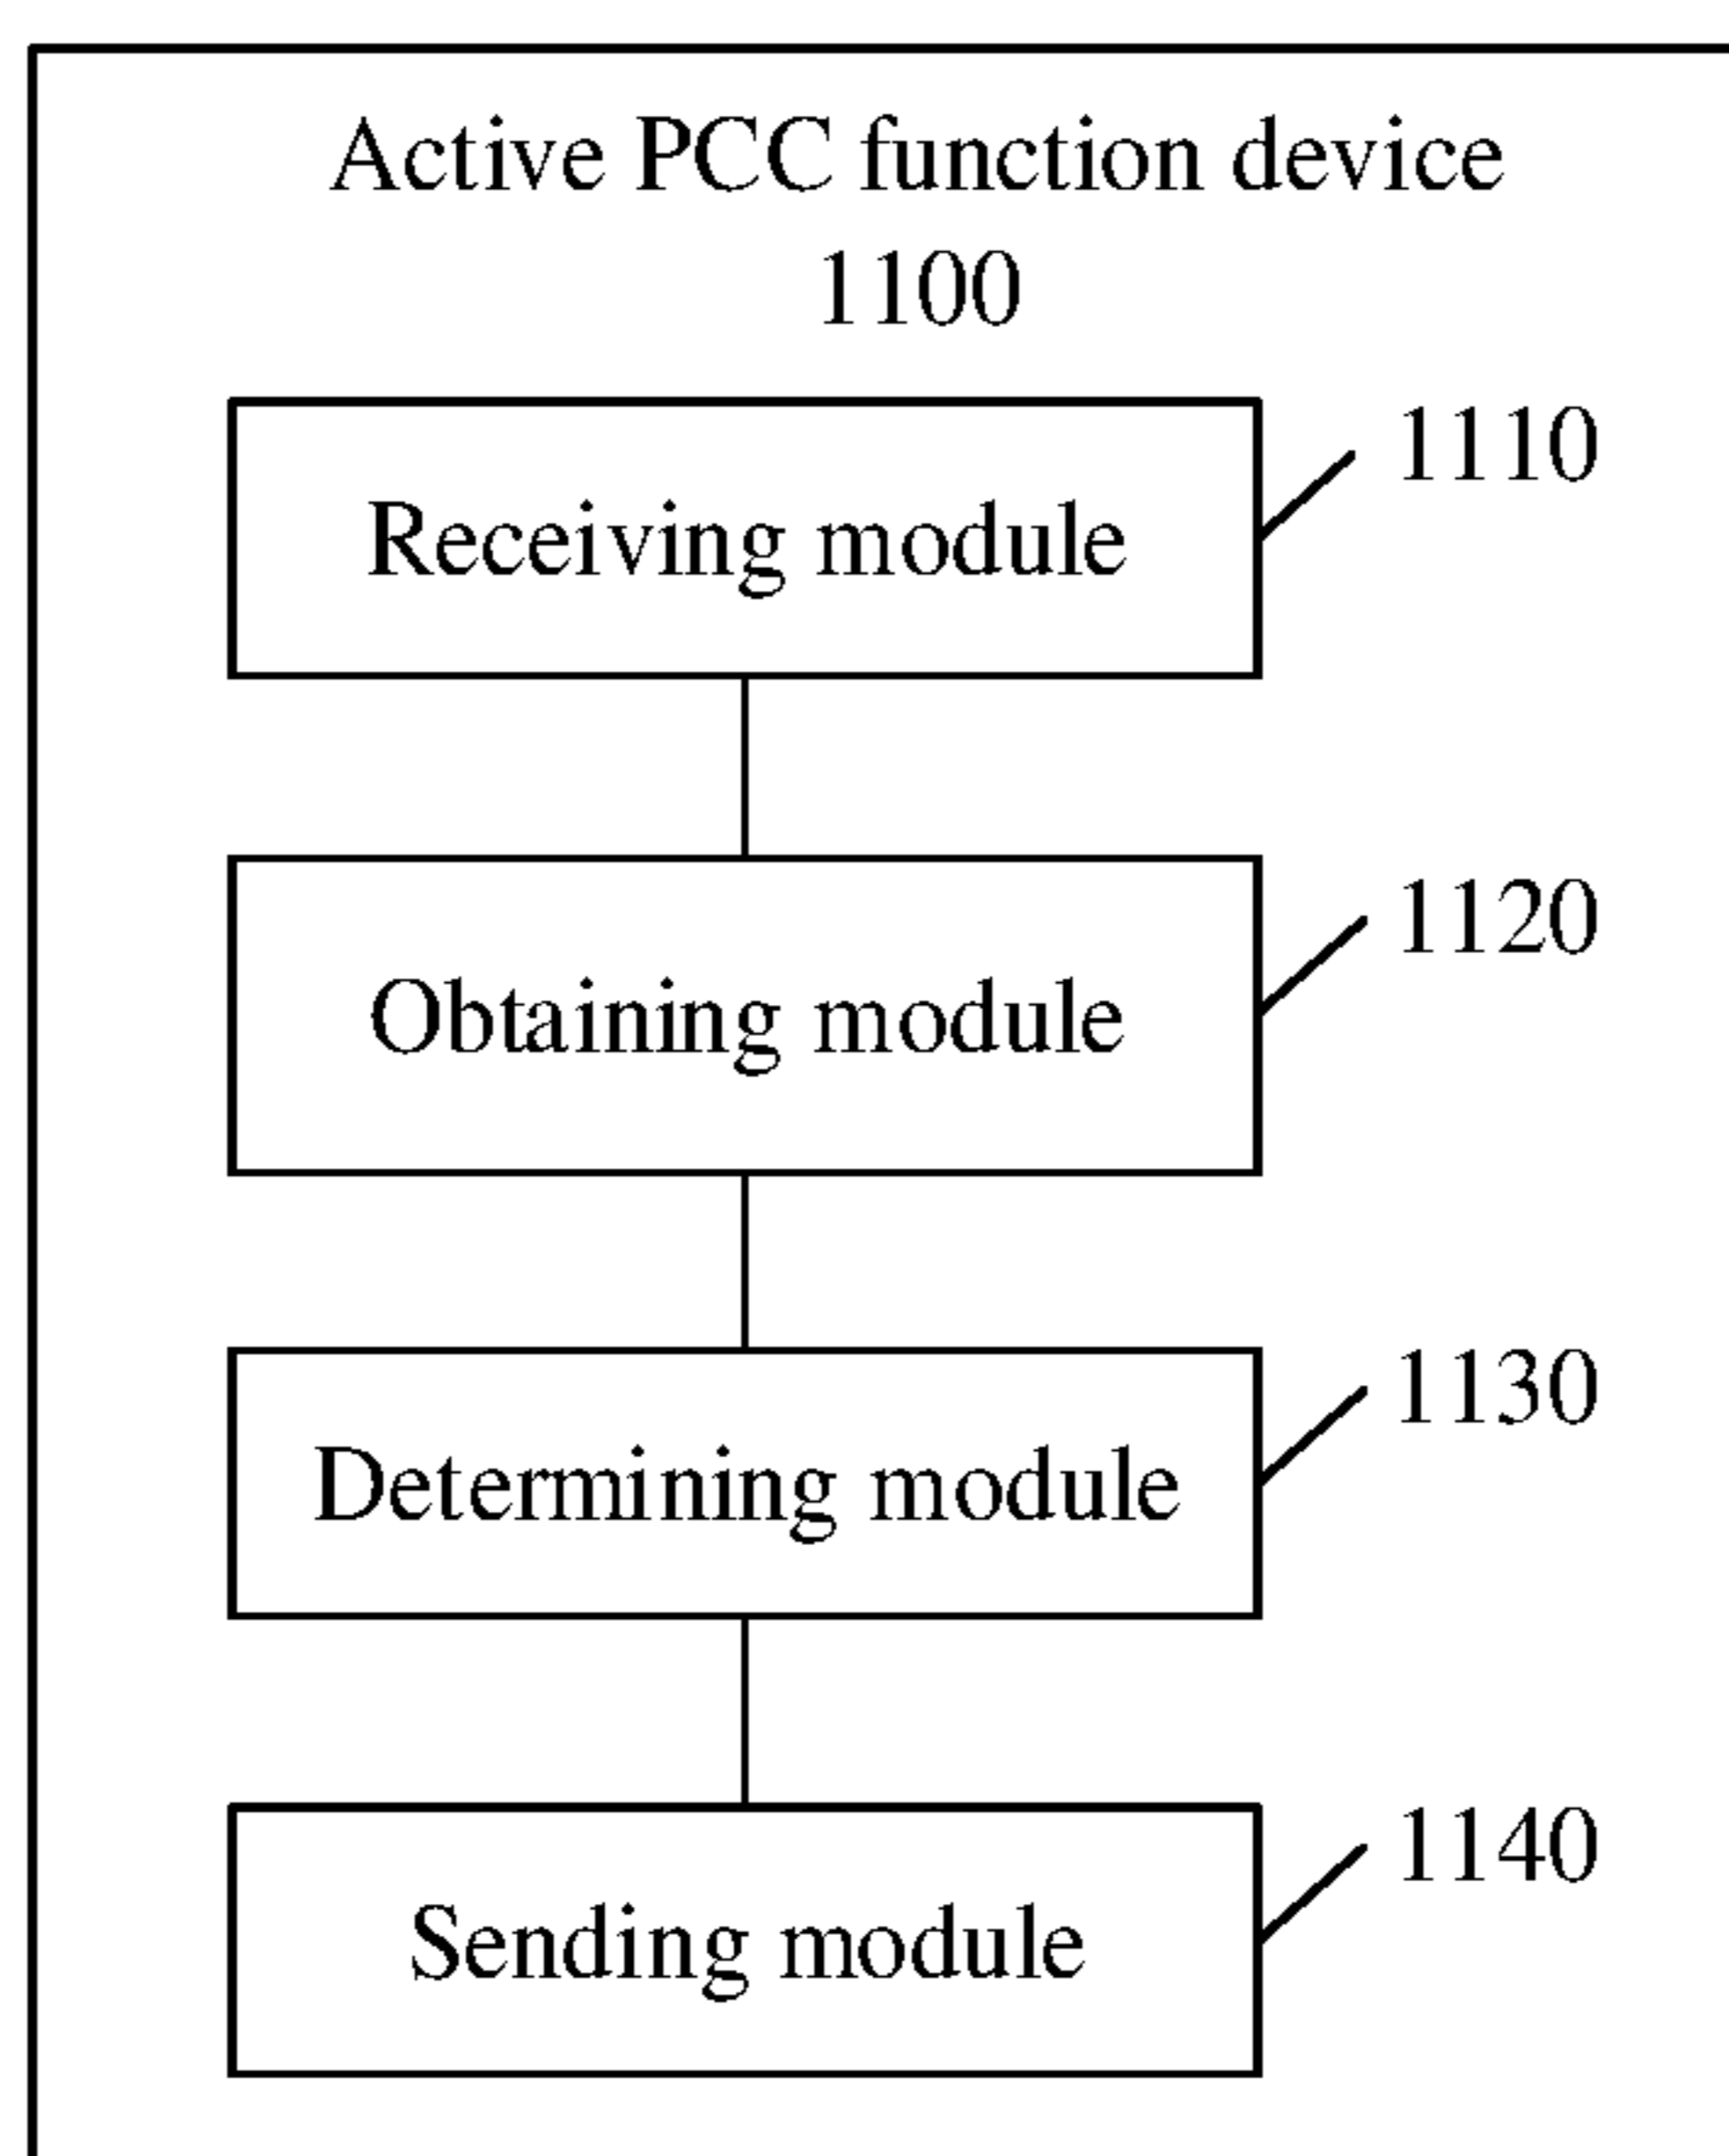 Active PCC function device
1100
1110
Receiving module
1120
Obtaining module
1130
Determining module
1140
Sending module